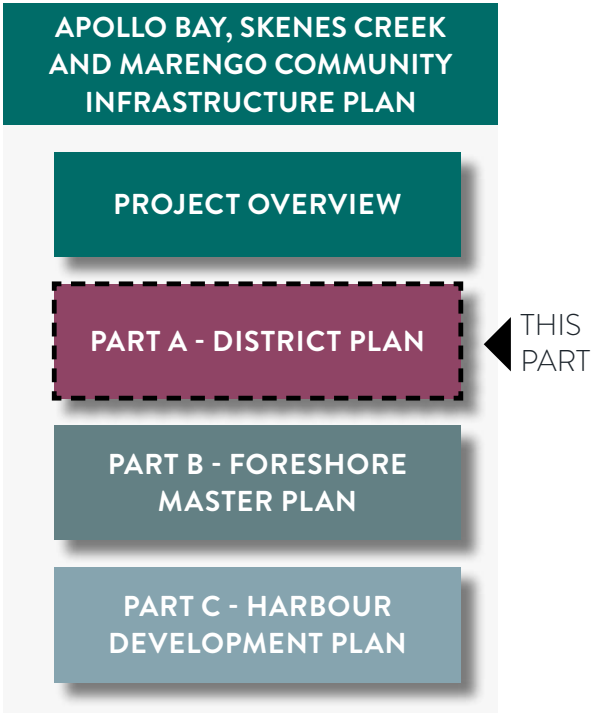 APOLLO BAY, SKENES CREEK
AND MARENGO COMMUNITY
INFRASTRUCTURE PLAN
PROJECT OVERVIEW
PART A - DISTRICT PLAN
THIS
PART
PART B - FORESHORE
MASTER PLAN
PART C - HARBOUR
DEVELOPMENT PLAN